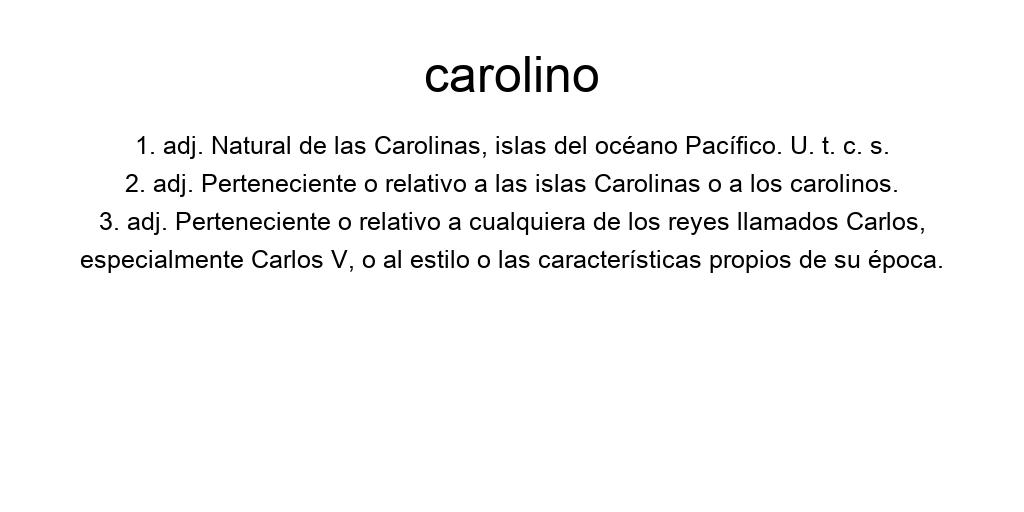 carolino
1. adj. Natural de las Carolinas, islas del océano Pacífico. U. t. c. s.
2. adj. Perteneciente o relativo a las islas Carolinas o a los carolinos.
3. adj. Perteneciente o relativo a cualquiera de los reyes llamados Carlos,
especialmente Carlos V, o al estilo o las características propios de su época.